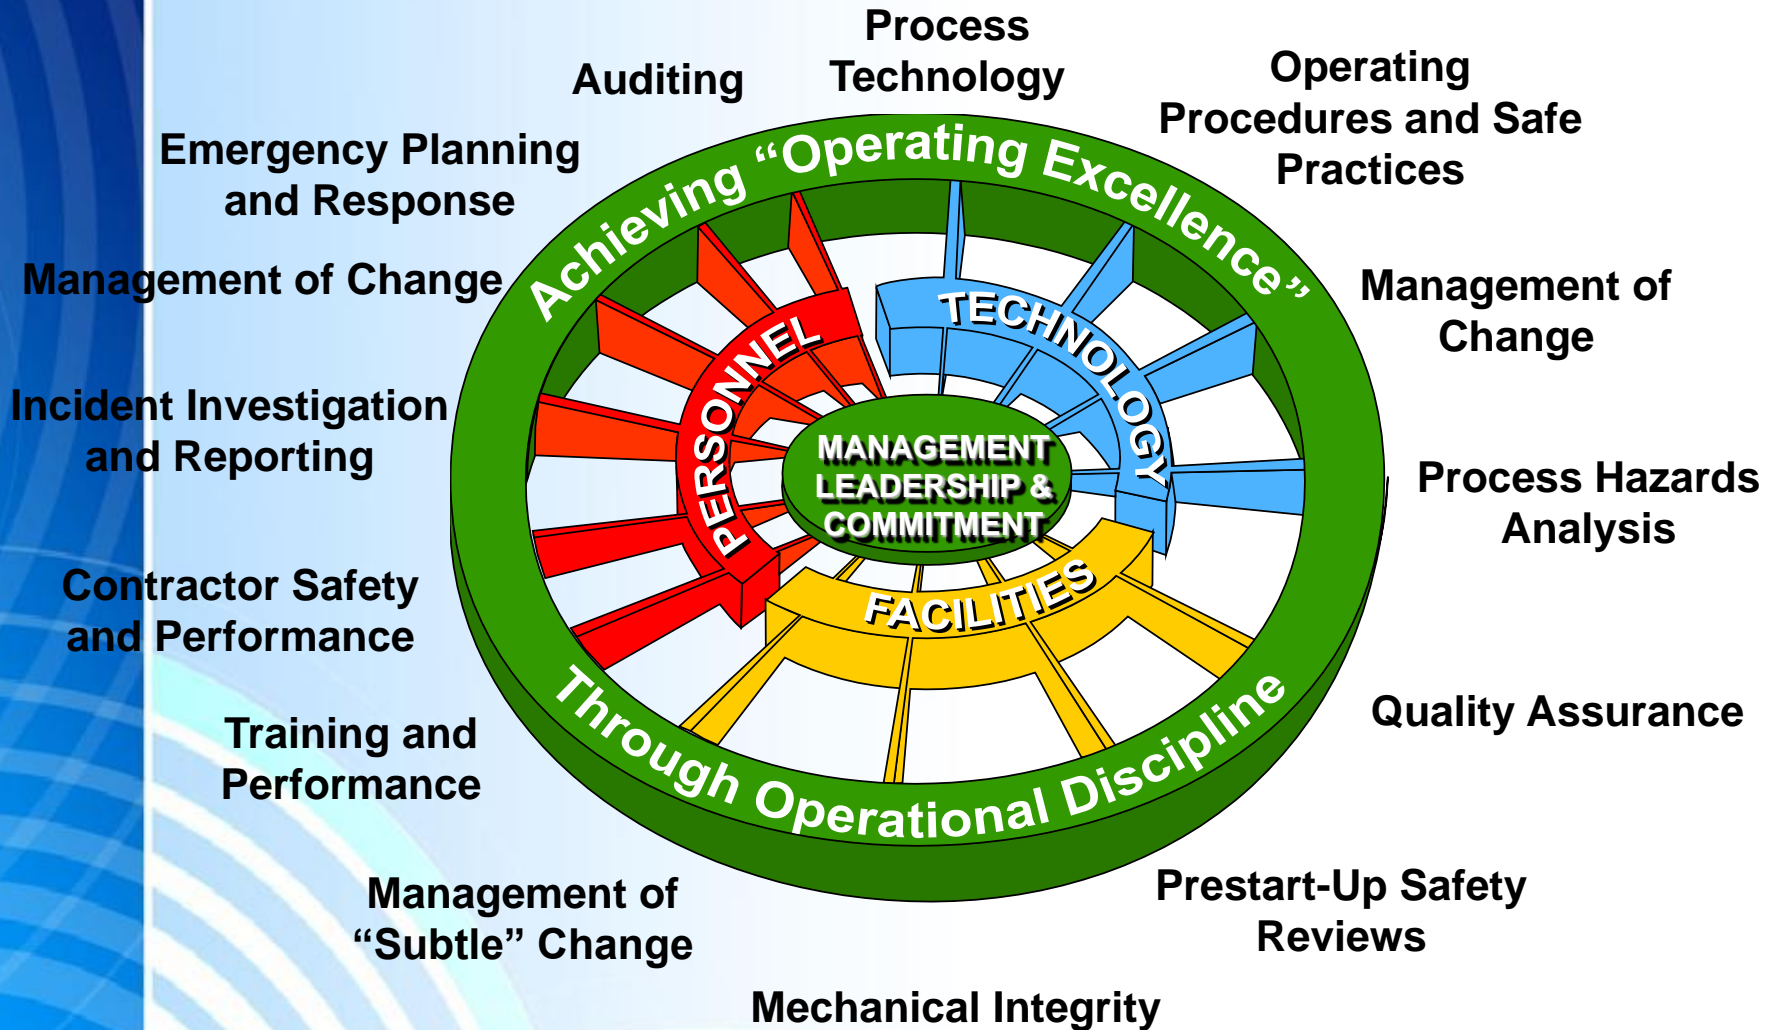 Process
Technology
Auditing
Operating
Procedures and Safe
Practices
Emergency Planning
and Response
Management of Change
Management of
Change
Incident Investigation
and Reporting
Process Hazards
Analysis
Contractor Safety
and Performance
Quality Assurance
Training and
Performance
Prestart-Up Safety
Reviews
Management of
“Subtle” Change
Mechanical Integrity
Achieving “Operating Excellence”
Through Operational Discipline
PERSONNEL
TECHNOLOGY
FACILITIES
MANAGEMENT
LEADERSHIP &
COMMITMENT